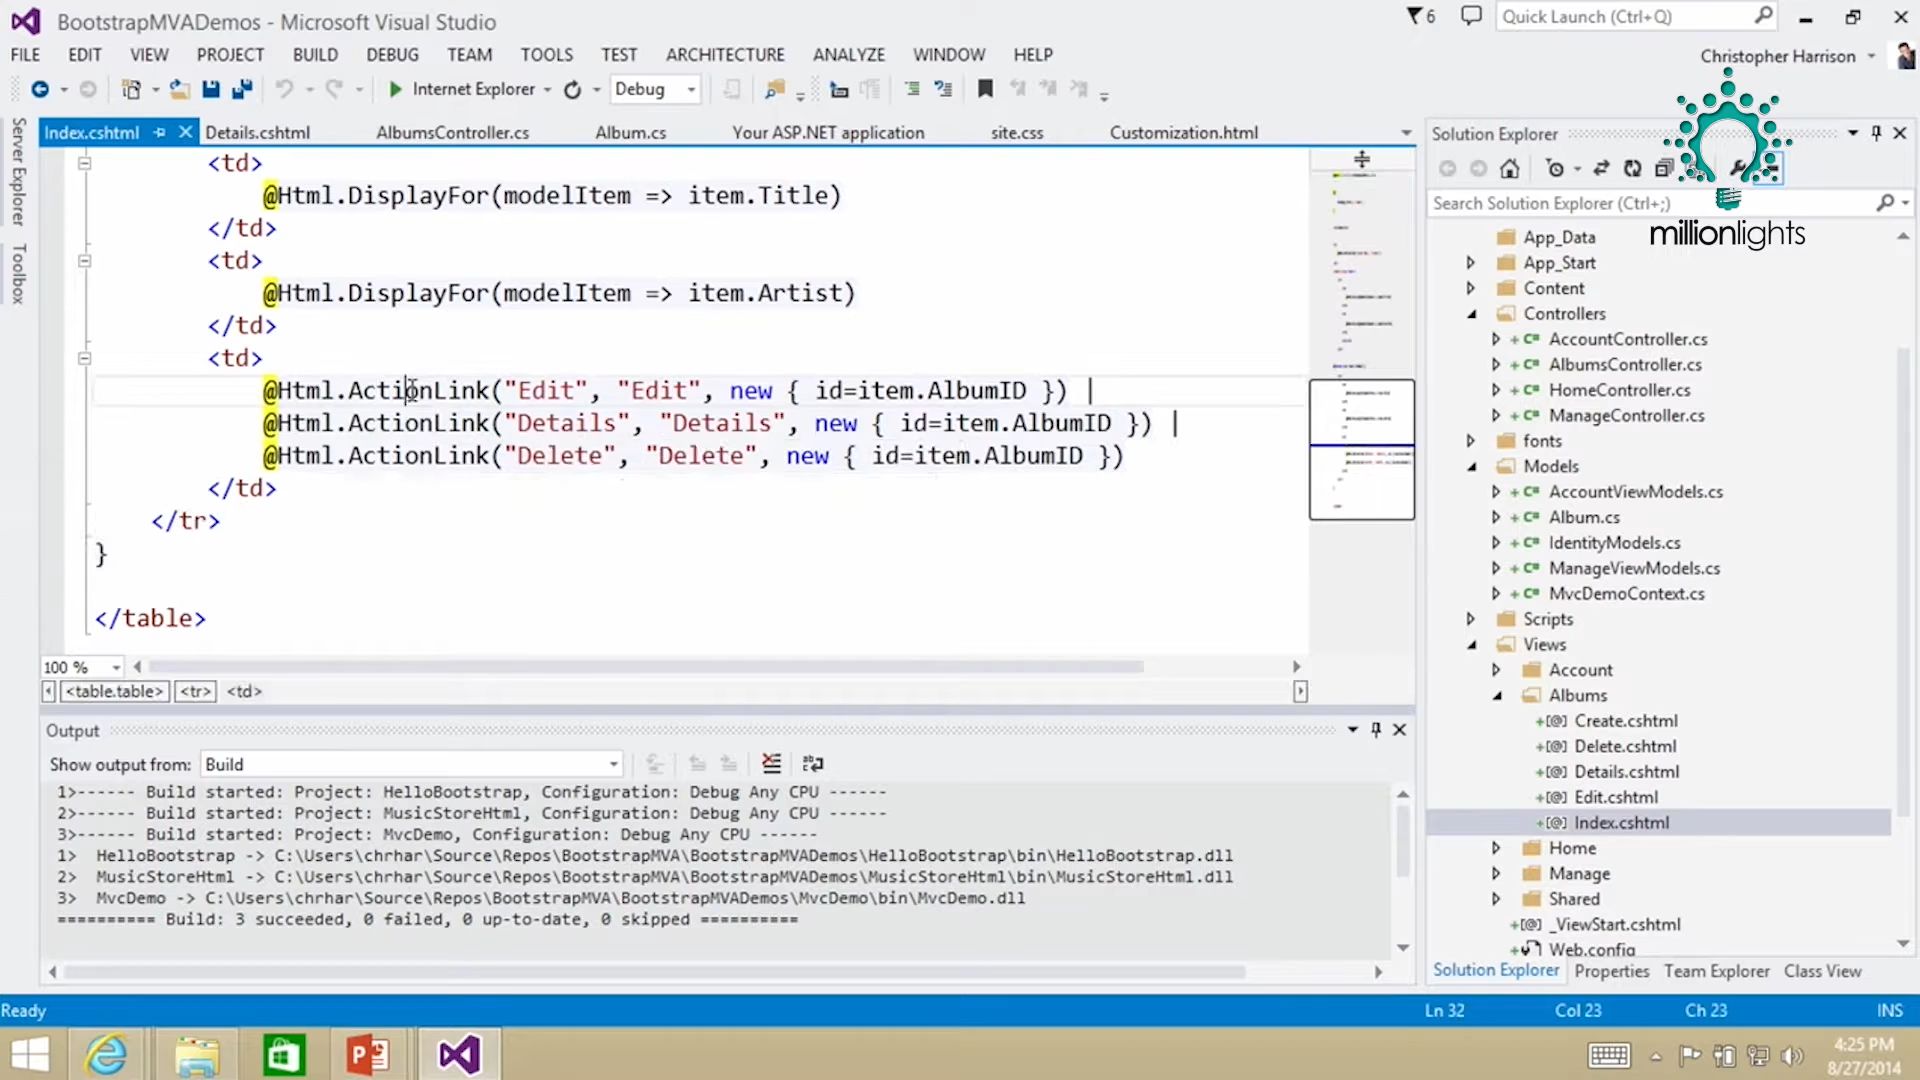 BootstrapMVADemos - Microsoft Visual Studio
6
Quick Launch (Ctrl+Q)
FILE EDIT VIEW PROJECT BUILD DEBUG TEAM TOOLS TEST ARCHITECTURE ANALYZE WINDOW HELP
Christopher Harrison
Internet Explorer
Debug
Server Explorer
Toolbox
Index.cshtml Details.cshtml AlbumsController.cs Album.cs Your ASP.NET application site.css Customization.html
<td>
@Html.DisplayFor(modelItem => item.Title)
</td>
<td>
@Html.DisplayFor(modelItem => item.Artist)
</td>
<td>
@Html.ActionLink("Edit", "Edit", new { id=item.AlbumID }) |
@Html.ActionLink("Details", "Details", new { id=item.AlbumID }) |
@Html.ActionLink("Delete", "Delete", new { id=item.AlbumID })
</td>
</tr>
}
</table>
100 %
<table.table> <tr> <td>
Output
Show output from: Build
1>------ Build started: Project: HelloBootstrap, Configuration: Debug Any CPU ------
2>------ Build started: Project: MusicStoreHtml, Configuration: Debug Any CPU ------
3>------ Build started: Project: MvcDemo, Configuration: Debug Any CPU ------
1> HelloBootstrap -> C:\Users\chrhar\Source\Repos\BootstrapMVA\BootstrapMVADemos\HelloBootstrap\bin\HelloBootstrap.dll
2> MusicStoreHtml -> C:\Users\chrhar\Source\Repos\BootstrapMVA\BootstrapMVADemos\MusicStoreHtml\bin\MusicStoreHtml.dll
3> MvcDemo -> C:\Users\chrhar\Source\Repos\BootstrapMVA\BootstrapMVADemos\MvcDemo\bin\MvcDemo.dll
========== Build: 3 succeeded, 0 failed, 0 up-to-date, 0 skipped ==========
Solution Explorer
Search Solution Explorer (Ctrl+;)
millionlights
App_Data
App_Start
Content
Controllers
AccountController.cs
AlbumsController.cs
HomeController.cs
ManageController.cs
fonts
Models
AccountViewModels.cs
Album.cs
IdentityModels.cs
ManageViewModels.cs
MvcDemoContext.cs
Scripts
Views
Account
Albums
Create.cshtml
Delete.cshtml
Details.cshtml
Edit.cshtml
Index.cshtml
Home
Manage
Shared
_ViewStart.cshtml
Web.config
Solution Explorer Properties Team Explorer Class View
Ready
Ln 32 Col 23 Ch 23 INS
4:25 PM
8/27/2014